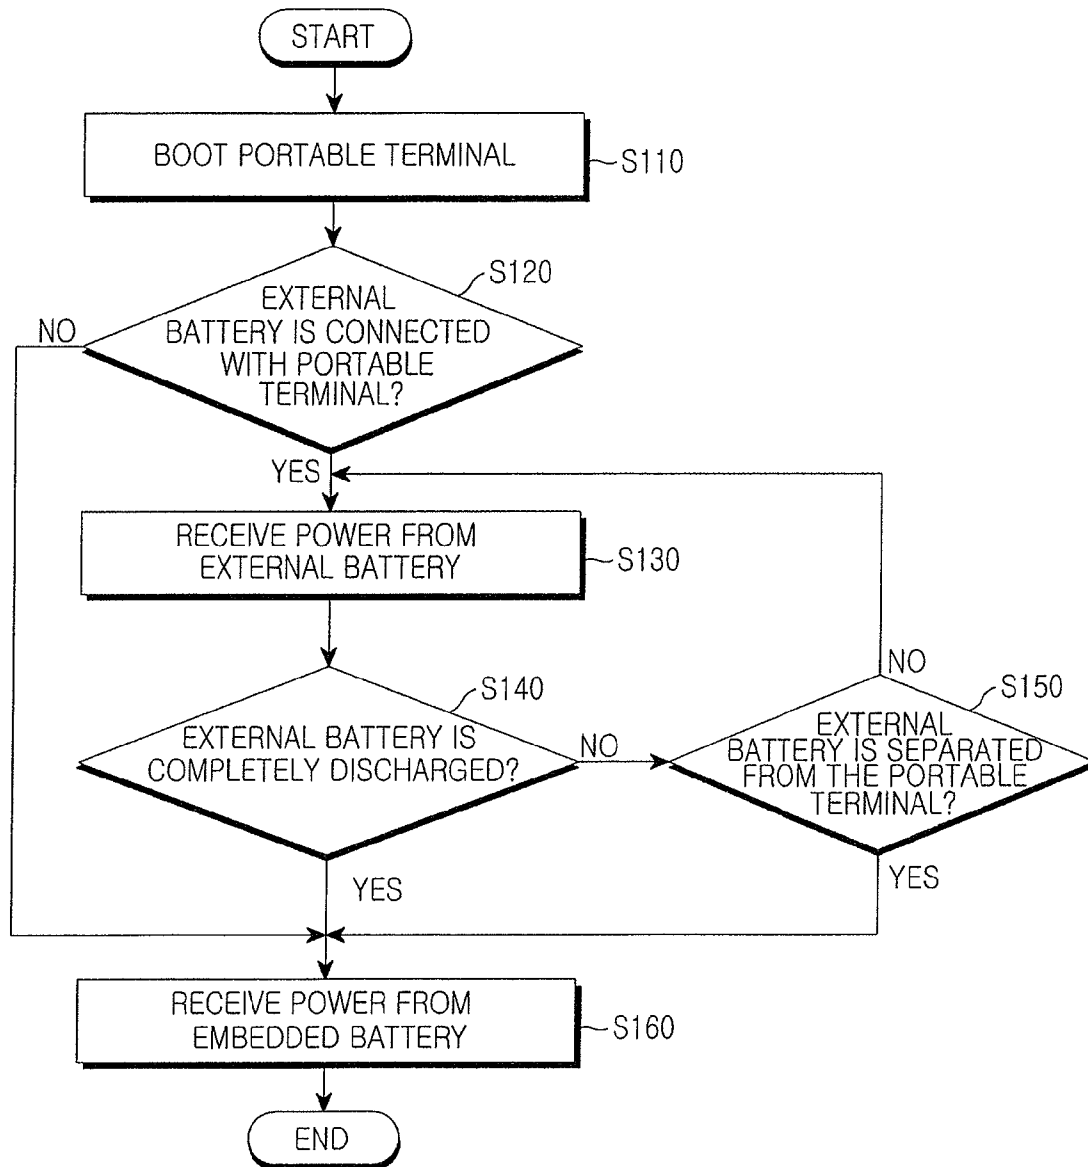 START
BOOT PORTABLE TERMINAL
S110
S120
EXTERNAL
BATTERY IS CONNECTED
WITH PORTABLE
TERMINAL?
NO
YES
RECEIVE POWER FROM
EXTERNAL BATTERY
S130
S140
EXTERNAL BATTERY IS
COMPLETELY DISCHARGED?
NO
YES
NO
S150
EXTERNAL
BATTERY IS SEPARATED
FROM THE PORTABLE
TERMINAL?
YES
RECEIVE POWER FROM
EMBEDDED BATTERY
S160
END